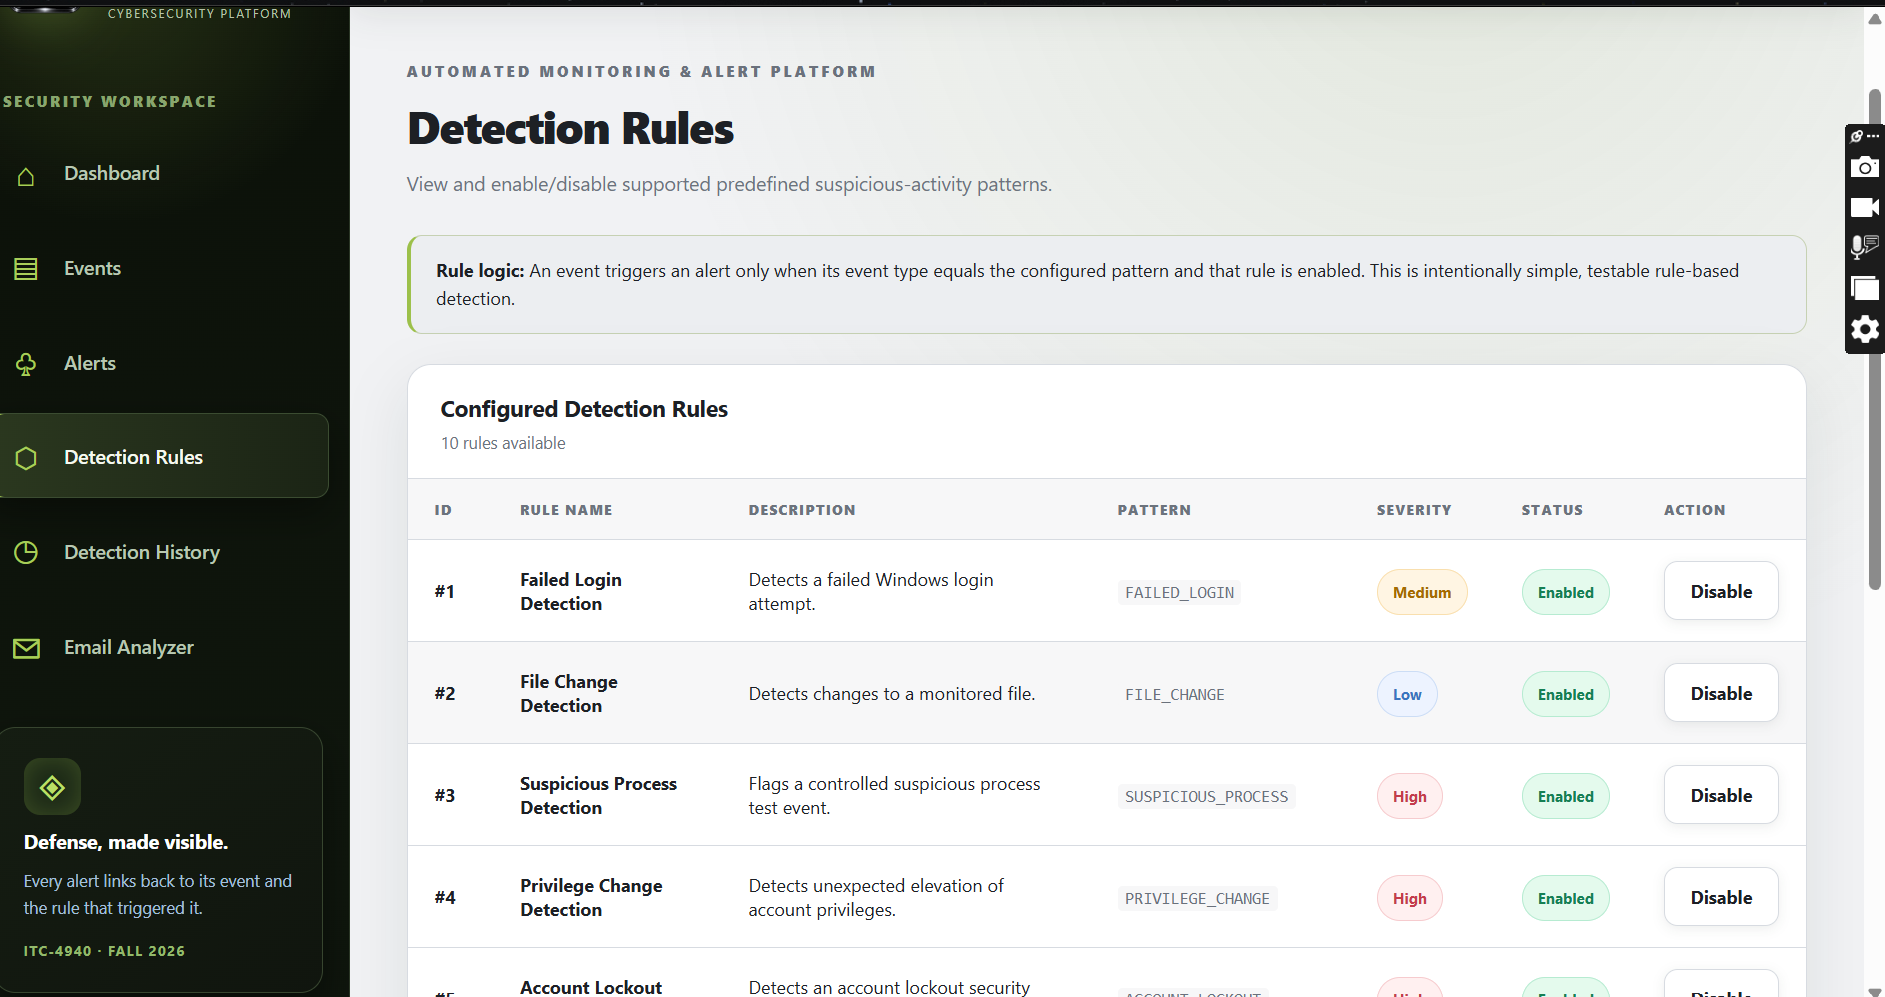 CYBERSECURITY PLATFORM
SECURITY WORKSPACE
Dashboard
Events
Alerts
Detection Rules
Detection History
Email Analyzer
Defense, made visible.
Every alert links back to its event and
the rule that triggered it.
ITC-4940 · FALL 2026
AUTOMATED MONITORING & ALERT PLATFORM
Detection Rules
View and enable/disable supported predefined suspicious-activity patterns.
Rule logic: An event triggers an alert only when its event type equals the configured pattern and that rule is enabled. This is intentionally simple, testable rule-based
detection.
Configured Detection Rules
10 rules available
ID RULE NAME DESCRIPTION PATTERN SEVERITY STATUS ACTION
#1 Failed Login Detection Detects a failed Windows login attempt. FAILED_LOGIN Medium Enabled Disable
#2 File Change Detection Detects changes to a monitored file. FILE_CHANGE Low Enabled Disable
#3 Suspicious Process Detection Flags a controlled suspicious process test event. SUSPICIOUS_PROCESS High Enabled Disable
#4 Privilege Change Detection Detects unexpected elevation of account privileges. PRIVILEGE_CHANGE High Enabled Disable
#5 Account Lockout Detects an account lockout security ACCOUNT_LOCKOUT High Enabled Disable